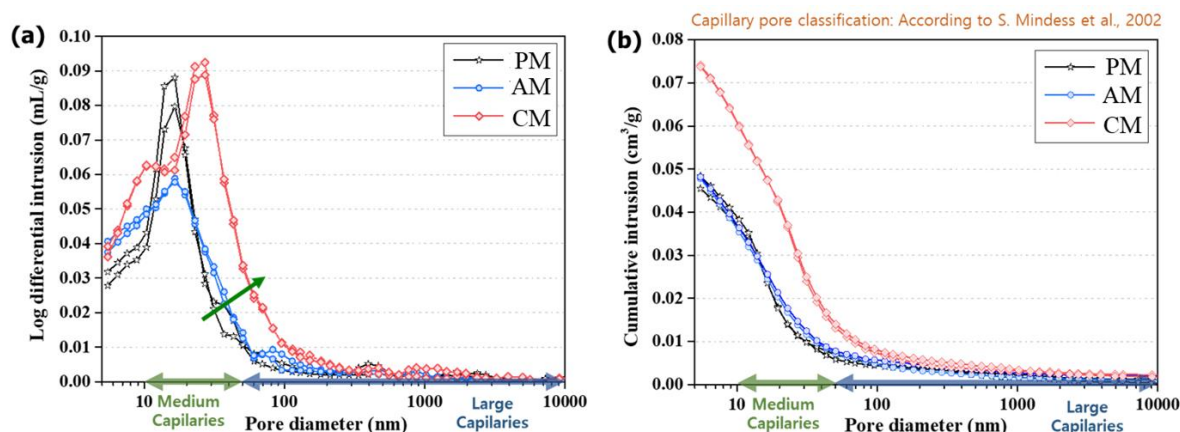 Capillary pore classification: According to S. Mindess et al., 2002
(a)
Log differential intrusion (mL/g)
0.10
0.09
0.08
0.07
0.06
0.05
0.04
0.03
0.02
0.01
0.00
PM
AM
CM
10
100
1000
10000
Medium
Capilaries
Large
Capilaries
Pore diameter (nm)
(b)
Cumulative intrusion (cm³/g)
0.08
0.07
0.06
0.05
0.04
0.03
0.02
0.01
0.00
PM
AM
CM
10
100
1000
10000
Medium
Capilaries
Large
Capilaries
Pore diameter (nm)